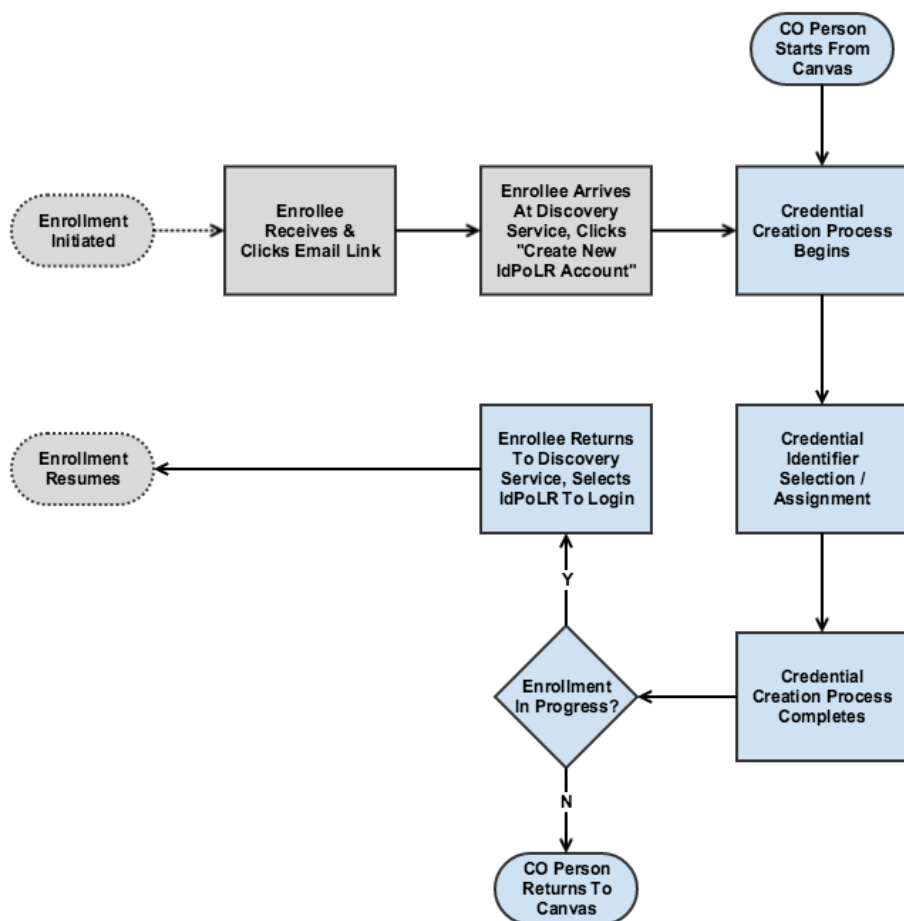 CO Person
Starts From
Canvas
Enrollment
Initiated
Enrollee
Receives &
Clicks Email Link
Enrollee Arrives
At Discovery
Service, Clicks
"Create New
IdPoLR Account"
Credential
Creation Process
Begins
Enrollment
Resumes
Enrollee Returns
To Discovery
Service, Selects
IdPoLR To Login
Credential
Identifier
Selection /
Assignment
Y
Enrollment
In Progress?
Credential
Creation Process
Completes
N
CO Person
Returns To
Canvas